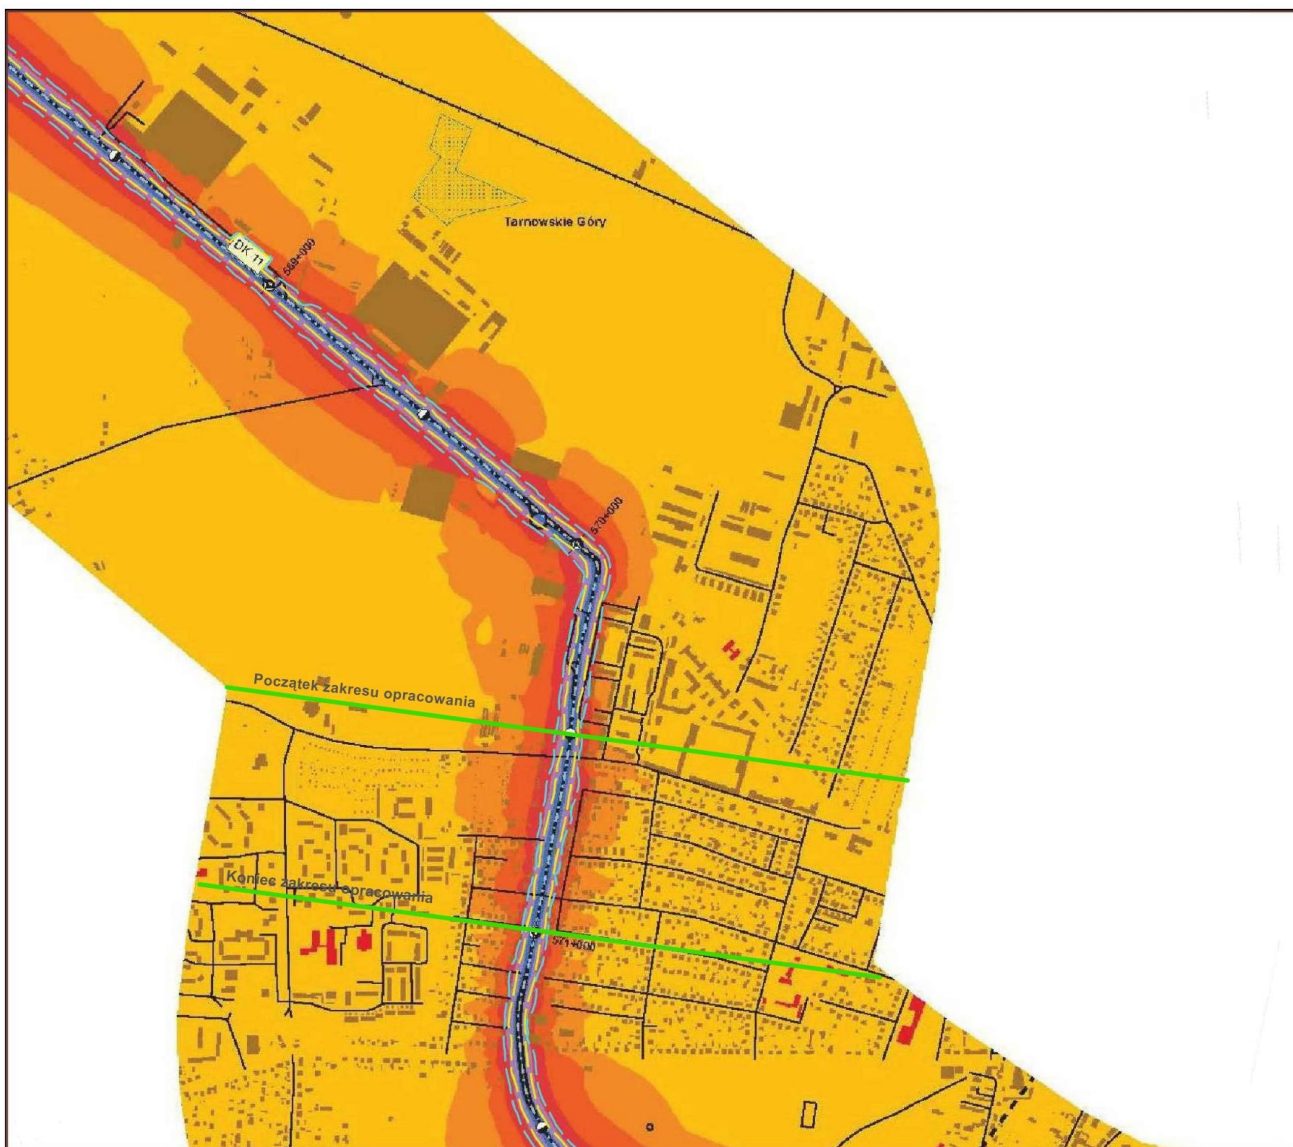 Tarnowskie Góry
DK 11
569+000
570+000
Początek zakresu opracowania
Koniec zakresu opracowania
571+000